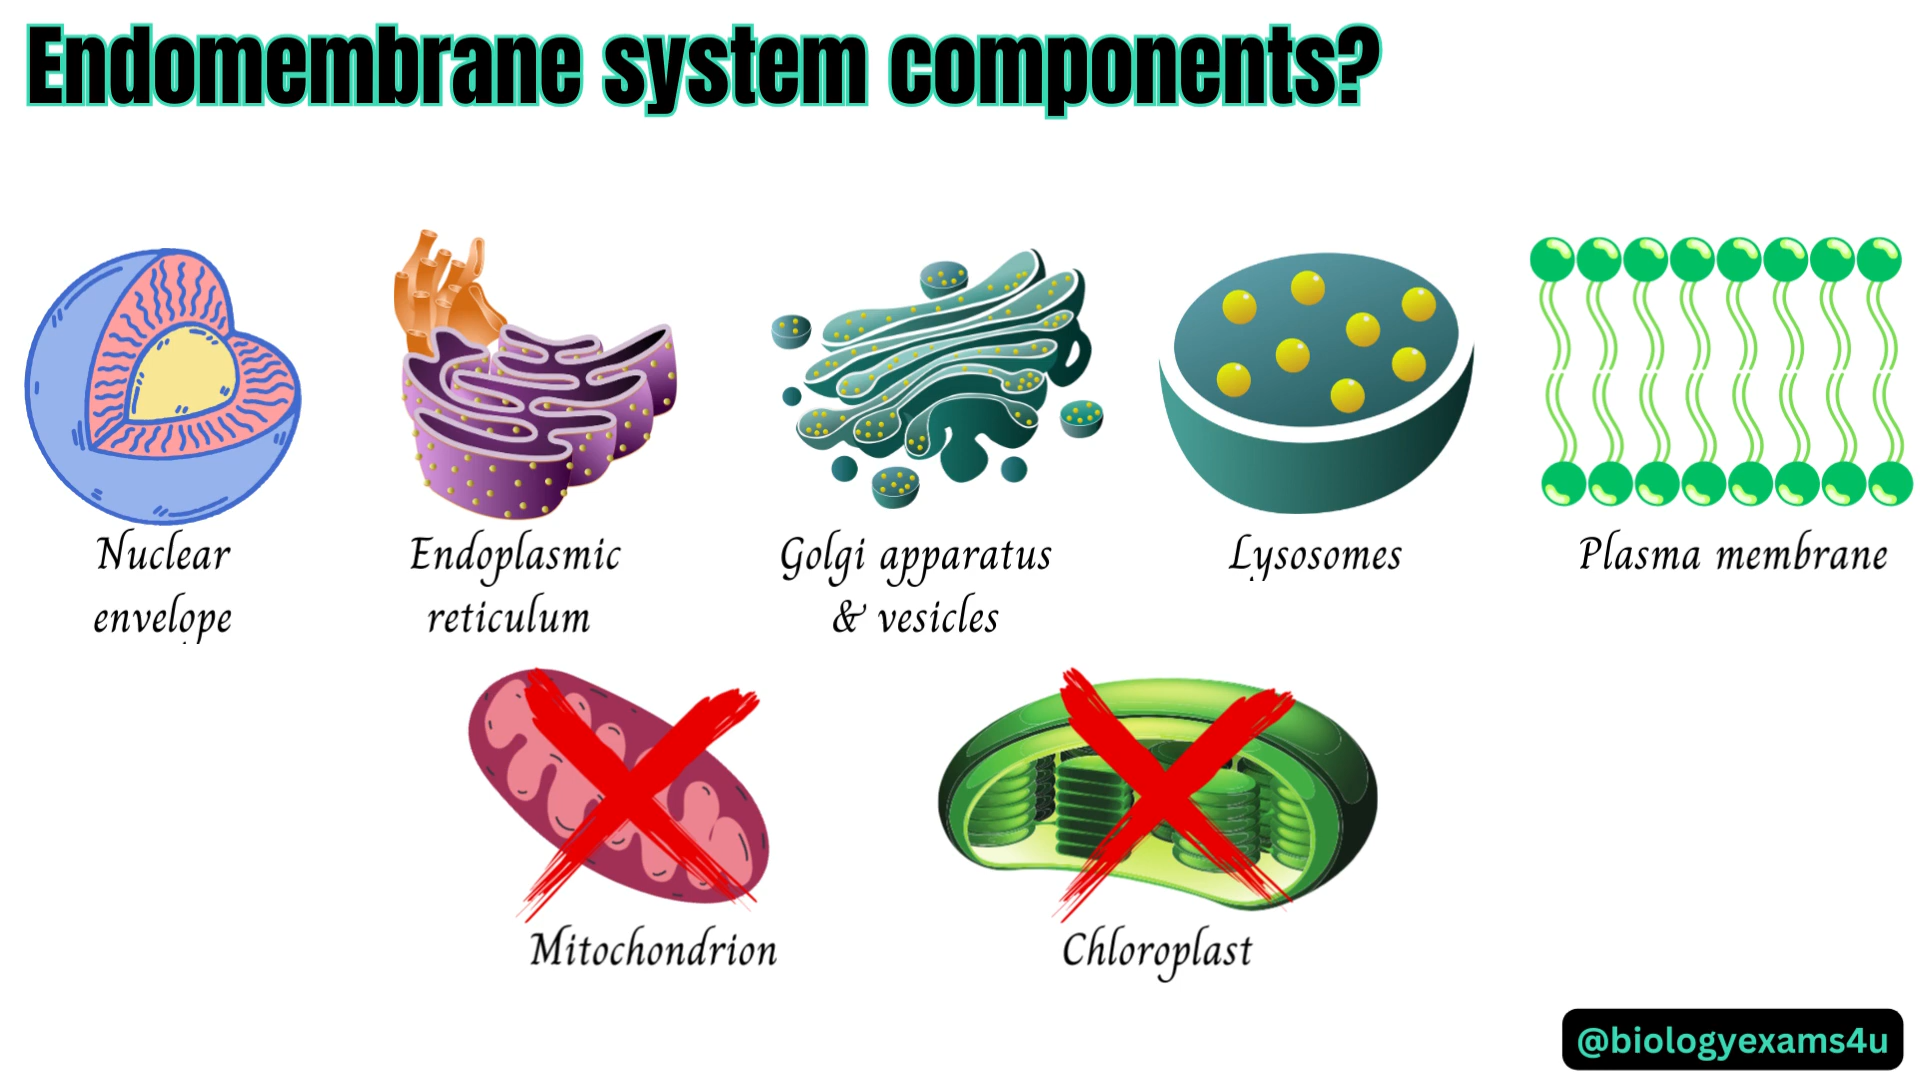 Endomembrane system components?
Nuclear
envelope
Endoplasmic
reticulum
Golgi apparatus
& vesicles
Lysosomes
Plasma membrane
Mitochondrion
Chloroplast
@biologyexams4u